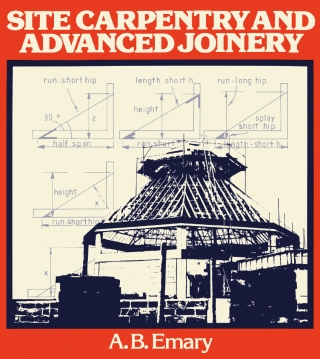 SITE CARPENTRY AND
ADVANCED JOINERY
run-short hip
length short h
run-long hip
30°
z
height
splay
short hip
half span
run-sho
length-short h
height
x
run-short hip
x
A. B. Emary